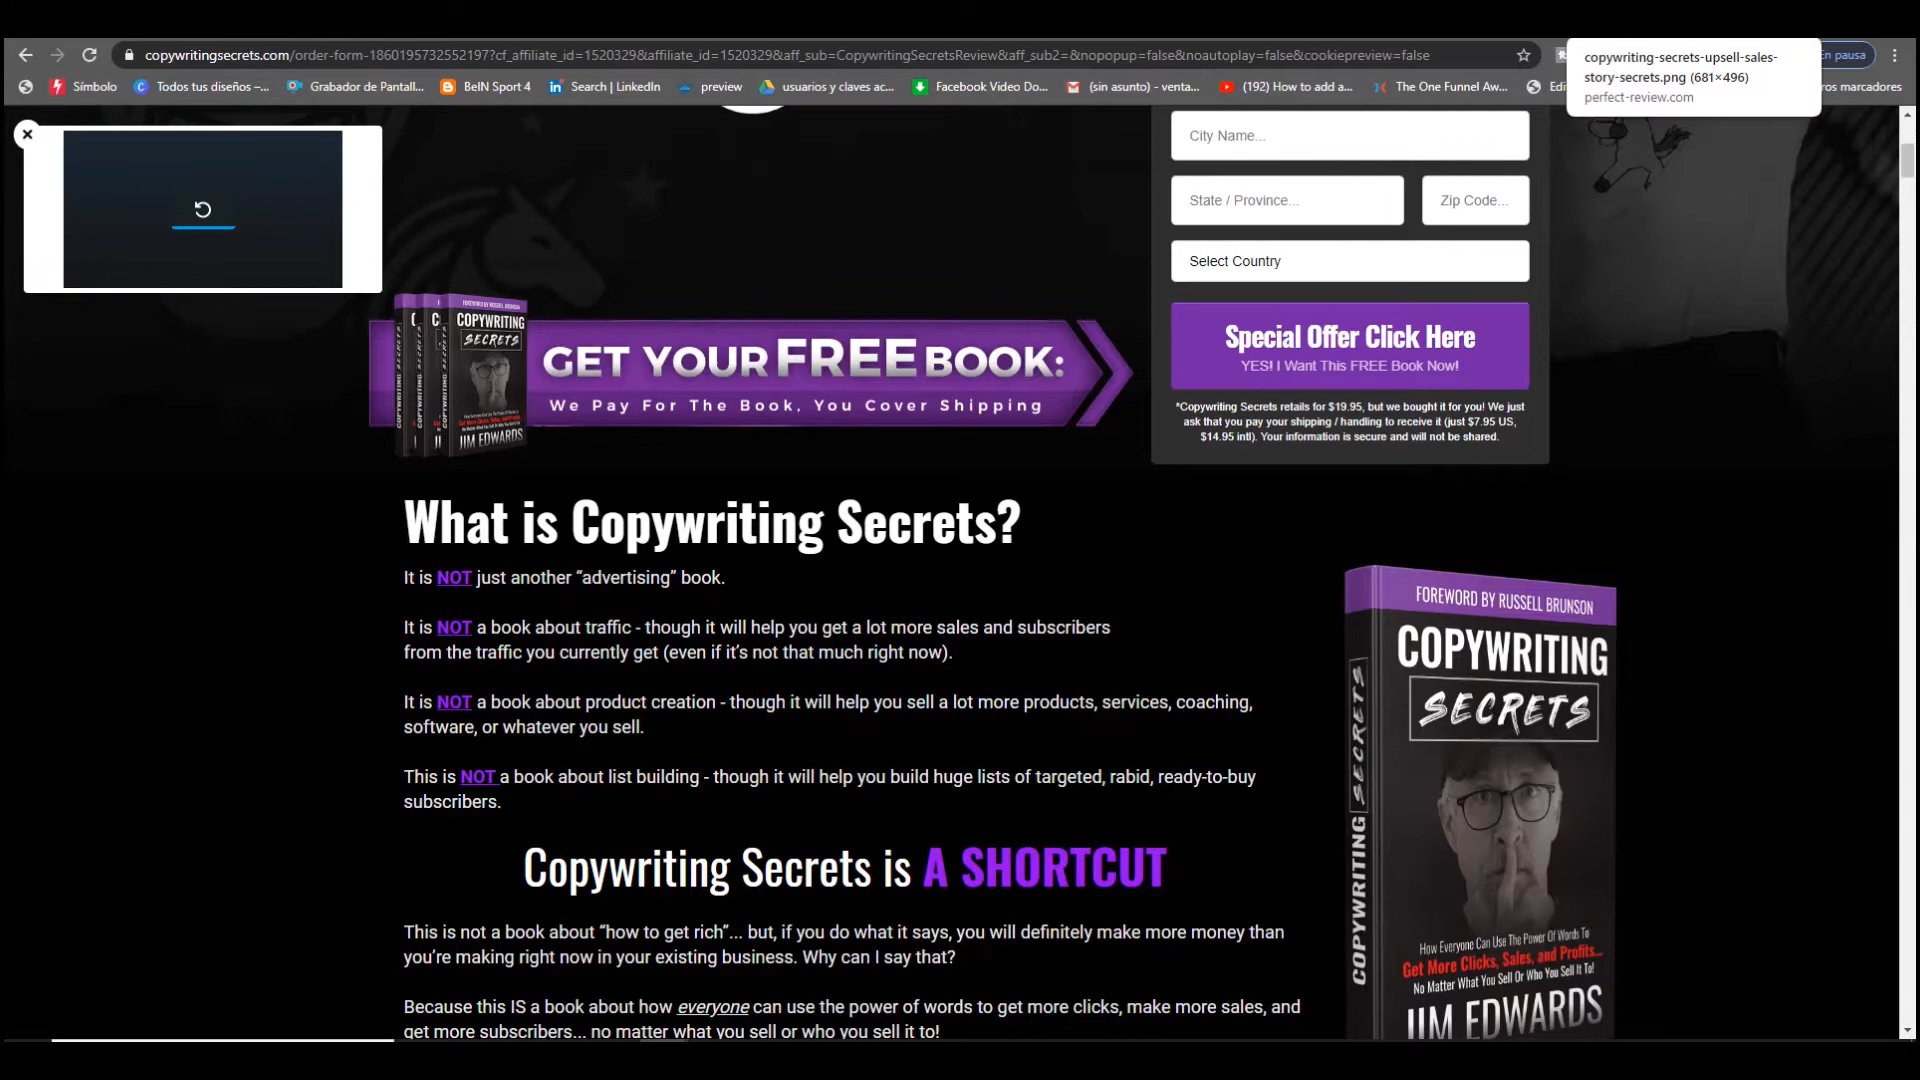 copywritingsecrets.com/order-form-1860195732552197?cf_affiliate_id=1520329&affiliate_id=1520329&aff_sub=CopywritingSecretsReview&aff_sub2=&nopopup=false&noautoplay=false&cookiepreview=false
En pausa
copywriting-secrets-upsell-sales-
story-secrets.png (681×496)
perfect-review.com
Símbolo
Todos tus diseños –...
Grabador de Pantall...
BeIN Sport 4
Search | LinkedIn
preview
usuarios y claves ac...
Facebook Video Do...
(sin asunto) - venta...
(192) How to add a...
The One Funnel Aw...
marcadores
City Name...
State / Province...
Zip Code...
Select Country
Special Offer Click Here
YES! I Want This FREE Book Now!
*Copywriting Secrets retails for $19.95, but we bought it for you! We just
ask that you pay your shipping / handling to receive it (just $7.95 US,
$14.95 intl). Your information is secure and will not be shared.
FOREWORD BY RUSSELL BRUNSON
COPYWRITING
SECRETS
JIM EDWARDS
GET YOUR FREE BOOK:
We Pay For The Book, You Cover Shipping
What is Copywriting Secrets?
It is NOT just another “advertising” book.
It is NOT a book about traffic - though it will help you get a lot more sales and subscribers
from the traffic you currently get (even if it’s not that much right now).
It is NOT a book about product creation - though it will help you sell a lot more products, services, coaching,
software, or whatever you sell.
This is NOT a book about list building - though it will help you build huge lists of targeted, rabid, ready-to-buy
subscribers.
Copywriting Secrets is A SHORTCUT
This is not a book about “how to get rich”... but, if you do what it says, you will definitely make more money than
you’re making right now in your existing business. Why can I say that?
Because this IS a book about how everyone can use the power of words to get more clicks, make more sales, and
get more subscribers... no matter what you sell or who you sell it to!
FOREWORD BY RUSSELL BRUNSON
COPYWRITING
SECRETS
COPYWRITING SECRETS
How Everyone Can Use The Power Of Words To
Get More Clicks, Sales, and Profits...
No Matter What You Sell Or Who You Sell It To!
JIM EDWARDS